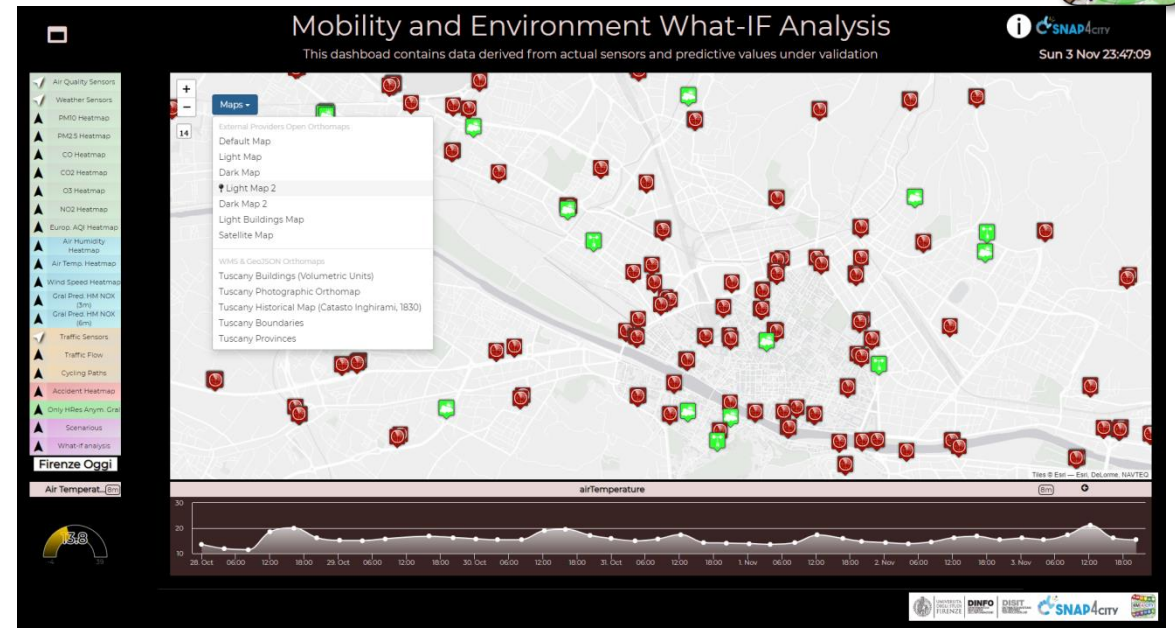 Mobility and Environment What-IF Analysis
This dashboad contains data derived from actual sensors and predictive values under validation
i
SNAP4CITY
Sun 3 Nov 23:47:09
Air Quality Sensors
Weather Sensors
PM10 Heatmap
PM2.5 Heatmap
CO Heatmap
CO2 Heatmap
O3 Heatmap
NO2 Heatmap
Europ. AQI Heatmap
Air Humidity
Heatmap
Air Temp. Heatmap
Wind Speed Heatmap
Gral Pred. HM NOX
(3m)
Gral Pred. HM NOX
(6m)
Traffic Sensors
Traffic Flow
Cycling Paths
Accident Heatmap
Only HRes Anym. Gral
Scenarious
What-if analysis
Firenze Oggi
+
−
14
Maps
External Providers Open Orthomaps
Default Map
Light Map
Dark Map
Light Map 2
Dark Map 2
Light Buildings Map
Satellite Map
WMS & GeoJSON Orthomaps
Tuscany Buildings (Volumetric Units)
Tuscany Photographic Orthomap
Tuscany Historical Map (Catasto Inghirami, 1830)
Tuscany Boundaries
Tuscany Provinces
Tiles © Esri — Esri, DeLorme, NAVTEQ
Air Temperat... 8m
13.8
-4 39
airTemperature
8m
30
20
10
28. Oct 06:00 12:00 18:00 29. Oct 06:00 12:00 18:00 30. Oct 06:00 12:00 18:00 31. Oct 06:00 12:00 18:00 1. Nov 06:00 12:00 18:00 2. Nov 06:00 12:00 18:00 3. Nov 06:00 12:00 18:00
UNIVERSITÀ
DEGLI STUDI
FIRENZE
DINFO
DISIT
SNAP4CITY